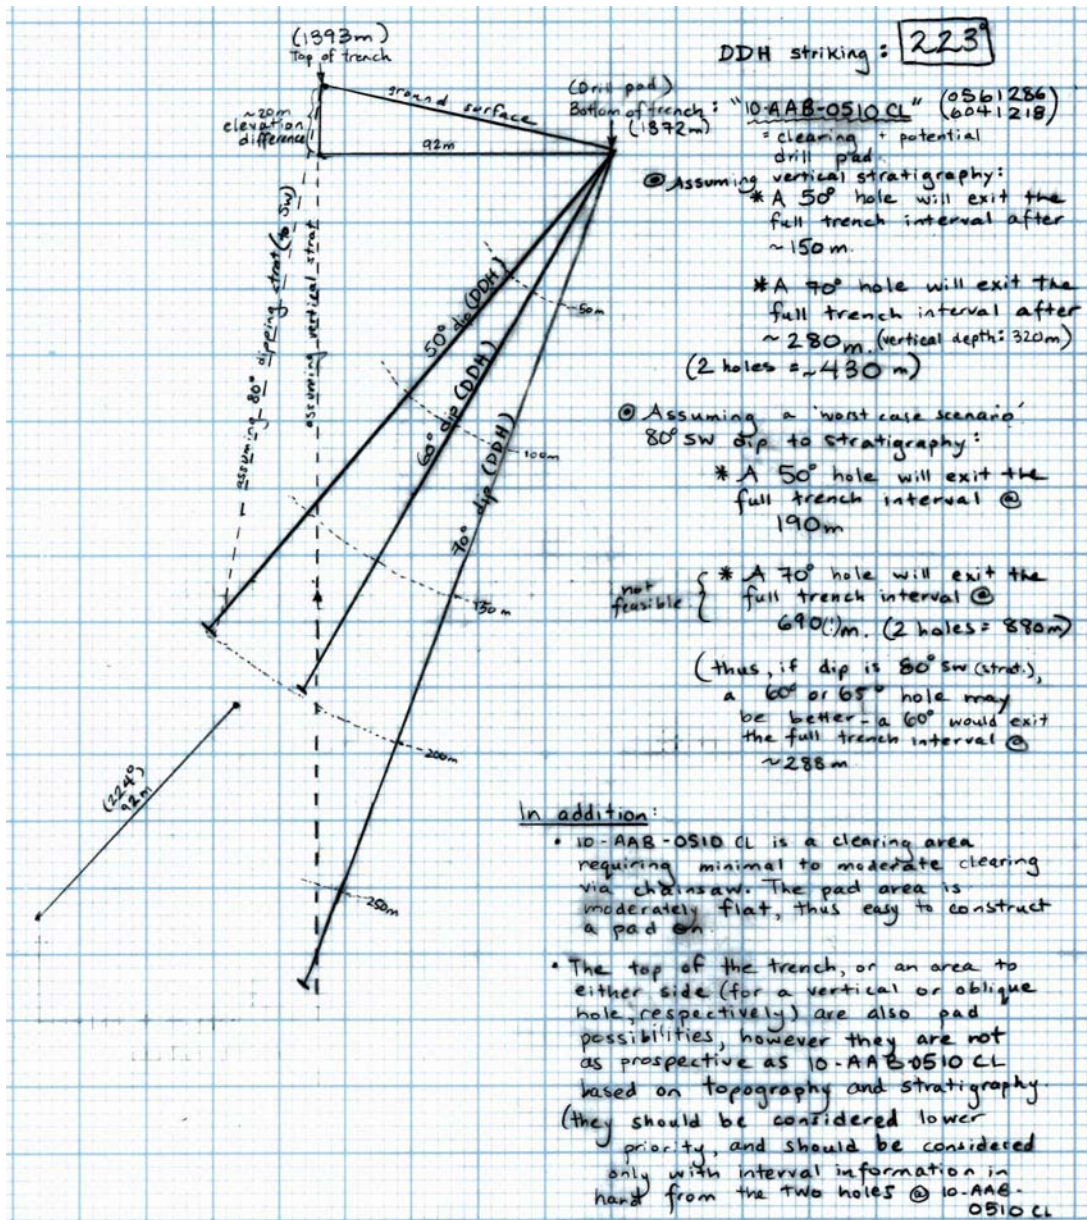 (1393m)
Top of trench
~20m
elevation
difference
ground surface
92m
(Drill pad)
Bottom of trench:
(1372m)
DDH striking: 223°
"10-AAB-0510 CL" (0561286
6041218)
= clearing + potential
drill pad
Assuming vertical stratigraphy:
* A 50° hole will exit the
full trench interval after
~150m.
* A 70° hole will exit the
full trench interval after
~280m. (vertical depth: 320m)
(2 holes = ~430m)
Assuming a 'worst case scenario'
80° SW dip to stratigraphy:
* A 50° hole will exit the
full trench interval @
190m
not
feasible
* A 70° hole will exit the
full trench interval @
690(!)m. (2 holes = 880m)
(thus, if dip is 80° SW (strat.),
a 60° or 65° hole may
be better - a 60° would exit
the full trench interval @
~288m
assuming 80° dipping strat (to SW)
assuming vertical strat
50° dip (DDH)
60° dip (DDH)
70° dip (DDH)
50m
100m
150m
200m
250m
(224°)
92m
In addition:
• 10-AAB-0510 CL is a clearing area
requiring minimal to moderate clearing
via chainsaw. The pad area is
moderately flat, thus easy to construct
a pad on.
• The top of the trench, or an area to
either side (for a vertical or oblique
hole, respectively) are also pad
possibilities, however they are not
as prospective as 10-AAB-0510 CL
based on topography and stratigraphy
(they should be considered lower
priority, and should be considered
only with interval information in
hand from the two holes @ 10-AAB-
0510 CL